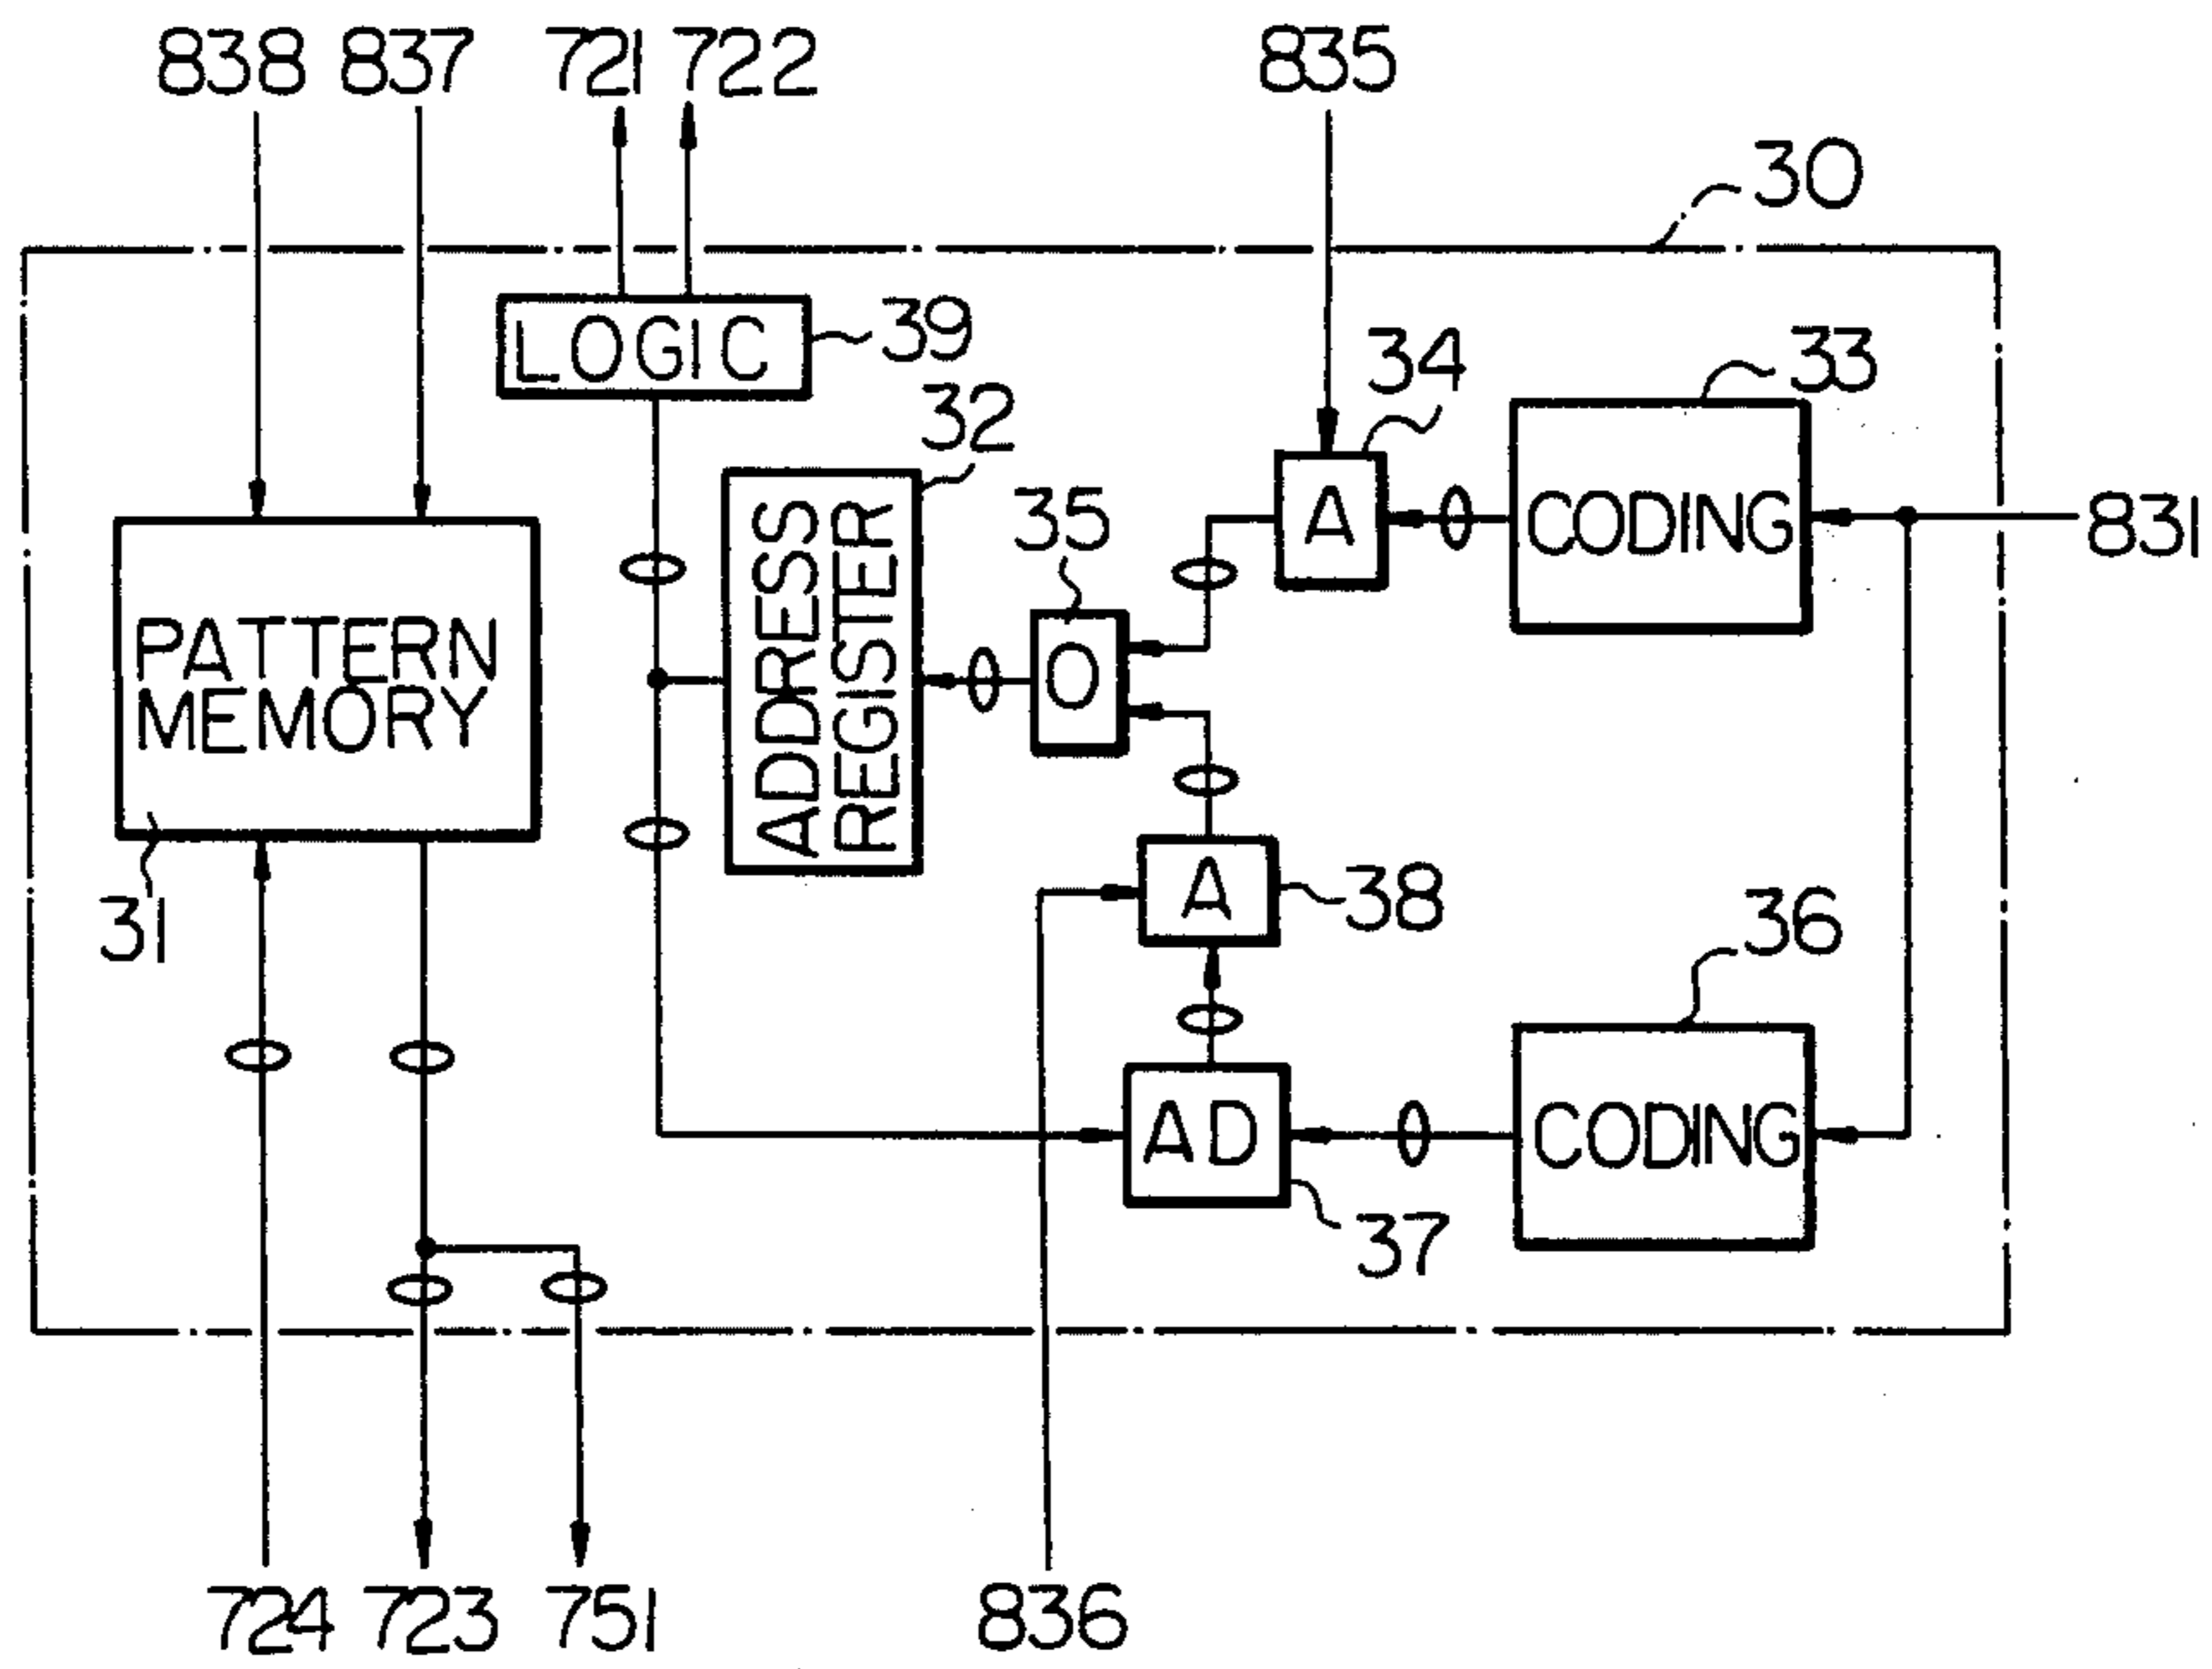 838 837 721 722 835
30
LOGIC 39
34 33
32
35
A CODING 831
ADDRESS
REGISTER
O
PATTERN
MEMORY
A 38
31
36
AD CODING
37
724 723 751 836